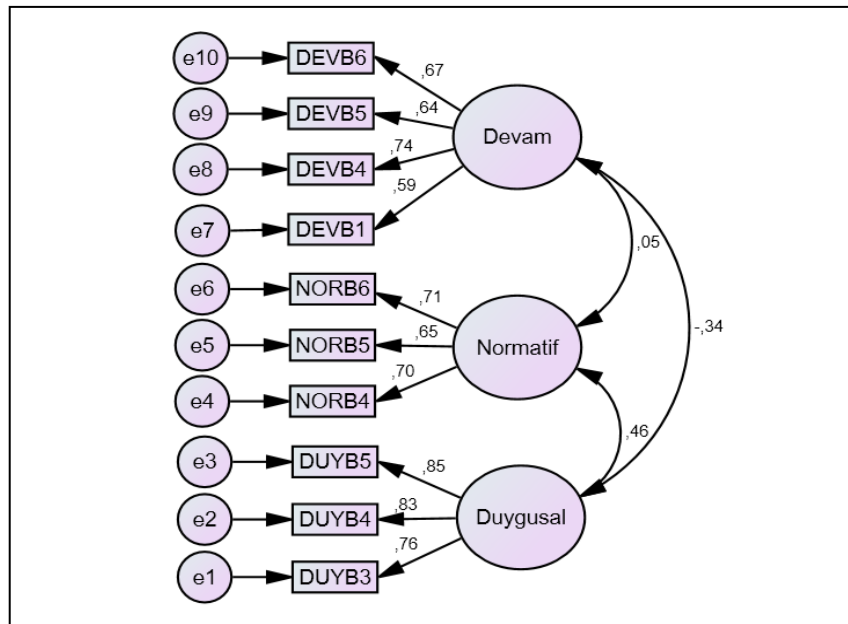 e10 DEVB6 ,67
e9 DEVB5 ,64
Devam
e8 DEVB4 ,74
,59
e7 DEVB1
,05
e6 NORB6 ,71
-,34
e5 NORB5 ,65
Normatif
e4 NORB4 ,70
,46
e3 DUYB5 ,85
e2 DUYB4 ,83
Duygusal
,76
e1 DUYB3